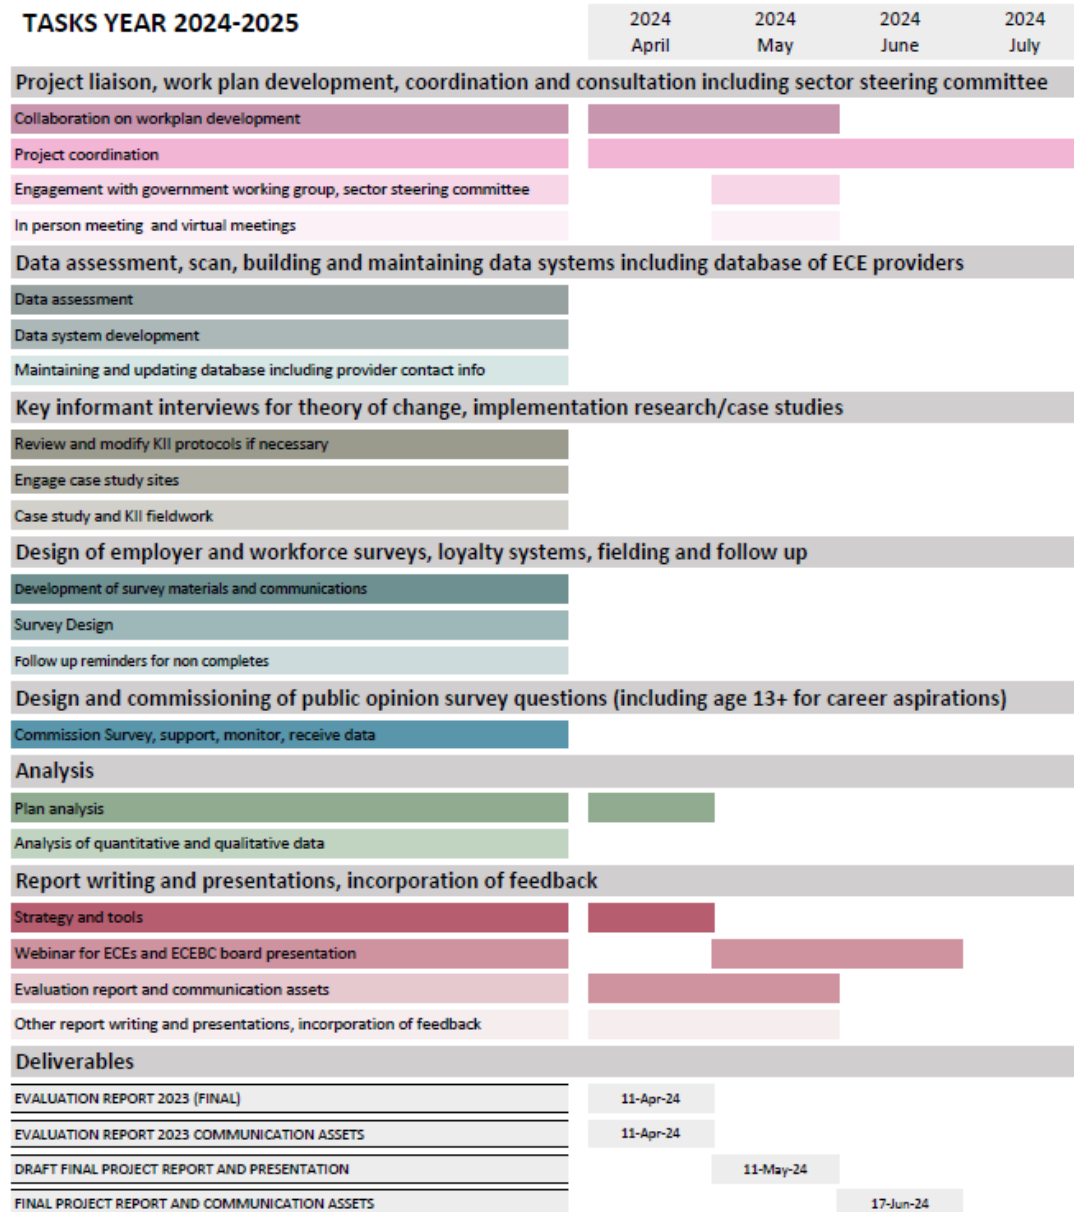 TASKS YEAR 2024-2025
2024 2024 2024 2024
April May June July
Project liaison, work plan development, coordination and consultation including sector steering committee
Collaboration on workplan development
Project coordination
Engagement with government working group, sector steering committee
In person meeting and virtual meetings
Data assessment, scan, building and maintaining data systems including database of ECE providers
Data assessment
Data system development
Maintaining and updating database including provider contact info
Key informant interviews for theory of change, implementation research/case studies
Review and modify KII protocols if necessary
Engage case study sites
Case study and KII fieldwork
Design of employer and workforce surveys, loyalty systems, fielding and follow up
Development of survey materials and communications
Survey Design
Follow up reminders for non completes
Design and commissioning of public opinion survey questions (including age 13+ for career aspirations)
Commission Survey, support, monitor, receive data
Analysis
Plan analysis
Analysis of quantitative and qualitative data
Report writing and presentations, incorporation of feedback
Strategy and tools
Webinar for ECEs and ECEBC board presentation
Evaluation report and communication assets
Other report writing and presentations, incorporation of feedback
Deliverables
EVALUATION REPORT 2023 (FINAL) 11-Apr-24
EVALUATION REPORT 2023 COMMUNICATION ASSETS 11-Apr-24
DRAFT FINAL PROJECT REPORT AND PRESENTATION 11-May-24
FINAL PROJECT REPORT AND COMMUNICATION ASSETS 17-Jun-24